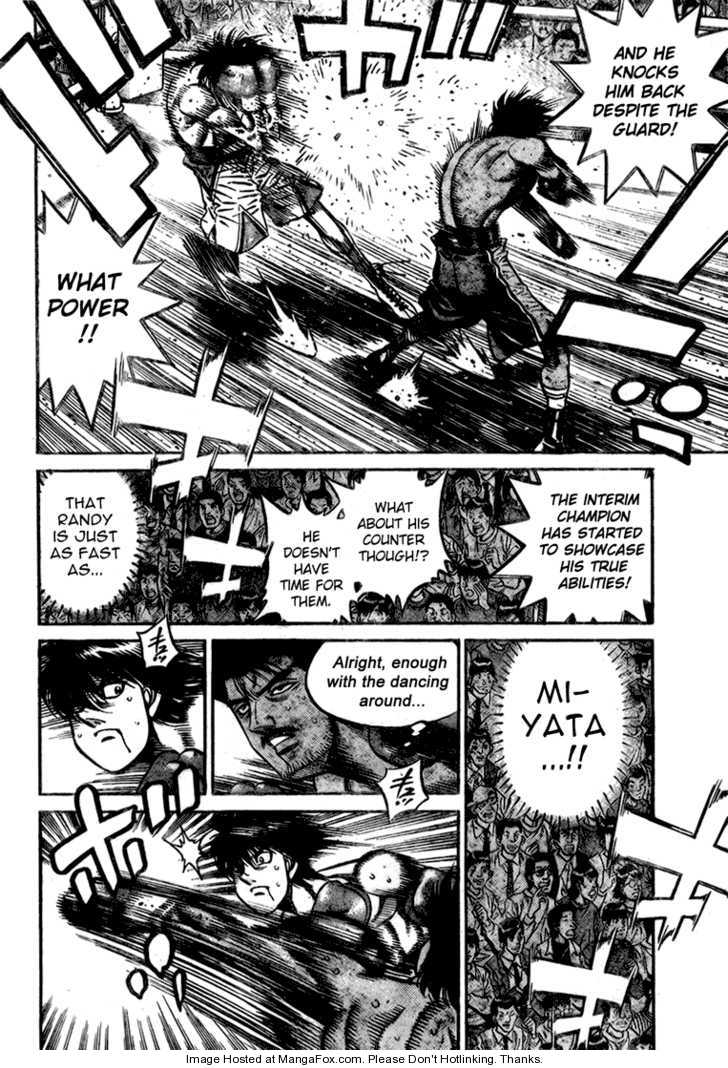 AND HE
KNOCKS
HIM BACK
DESPITE THE
GUARD!
WHAT
POWER
!!
THE INTERIM
CHAMPION
HAS STARTED
TO SHOWCASE
HIS TRUE
ABILITIES!
WHAT
ABOUT HIS
COUNTER
THOUGH!?
HE
DOESN'T
HAVE
TIME FOR
THEM.
THAT
RANDY
IS JUST
AS FAST
AS...
MI-
YATA
...!!
Alright, enough
with the dancing
around...
Image Hosted at MangaFox.com. Please Don't Hotlinking. Thanks.